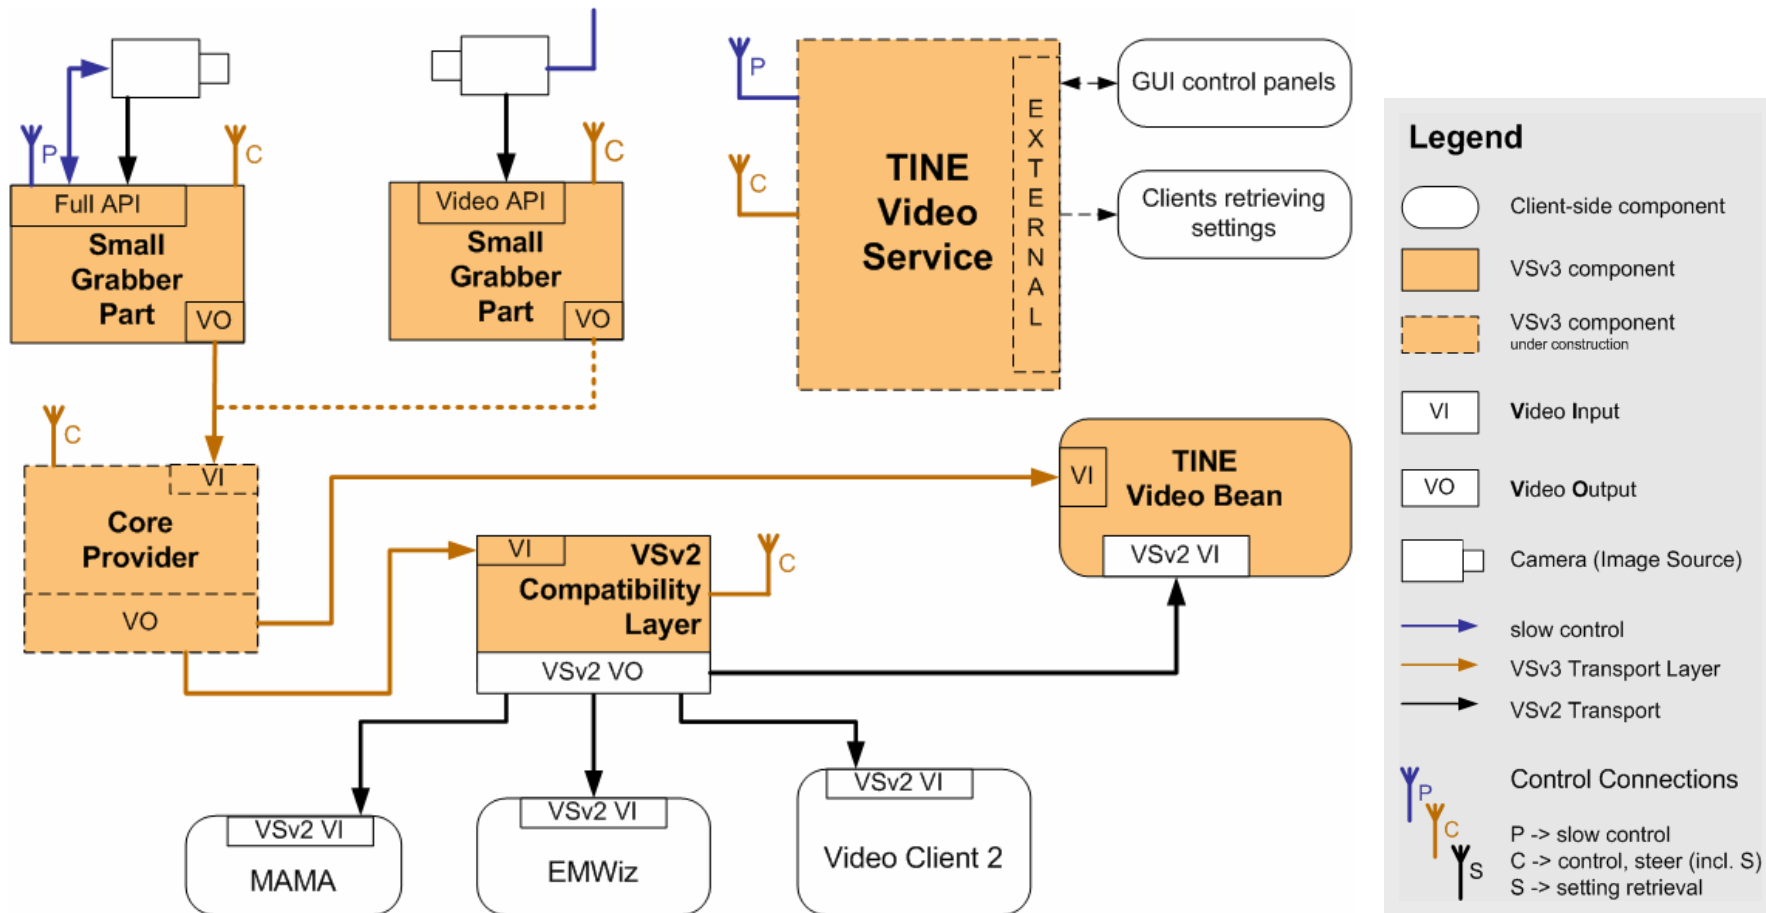 P
C
Full API
Small
Grabber
Part
VO
C
Video API
Small
Grabber
Part
VO
P
C
TINE
Video
Service
EXTERNAL
GUI control panels
Clients retrieving
settings
C
VI
Core
Provider
VO
VI
VSv2
Compatibility
Layer
VSv2 VO
C
VI
TINE
Video Bean
VSv2 VI
VSv2 VI
MAMA
VSv2 VI
EMWiz
VSv2 VI
Video Client 2
Legend
Client-side component
VSv3 component
VSv3 component
under construction
VI
Video Input
VO
Video Output
Camera (Image Source)
slow control
VSv3 Transport Layer
VSv2 Transport
Control Connections
P
C
S
P -> slow control
C -> control, steer (incl. S)
S -> setting retrieval